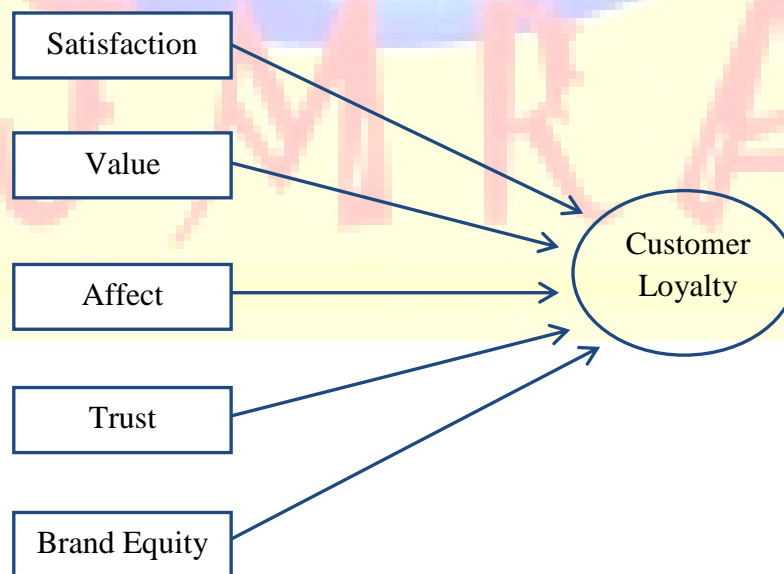 Satisfaction
Value
Affect
Trust
Brand Equity
Customer
Loyalty